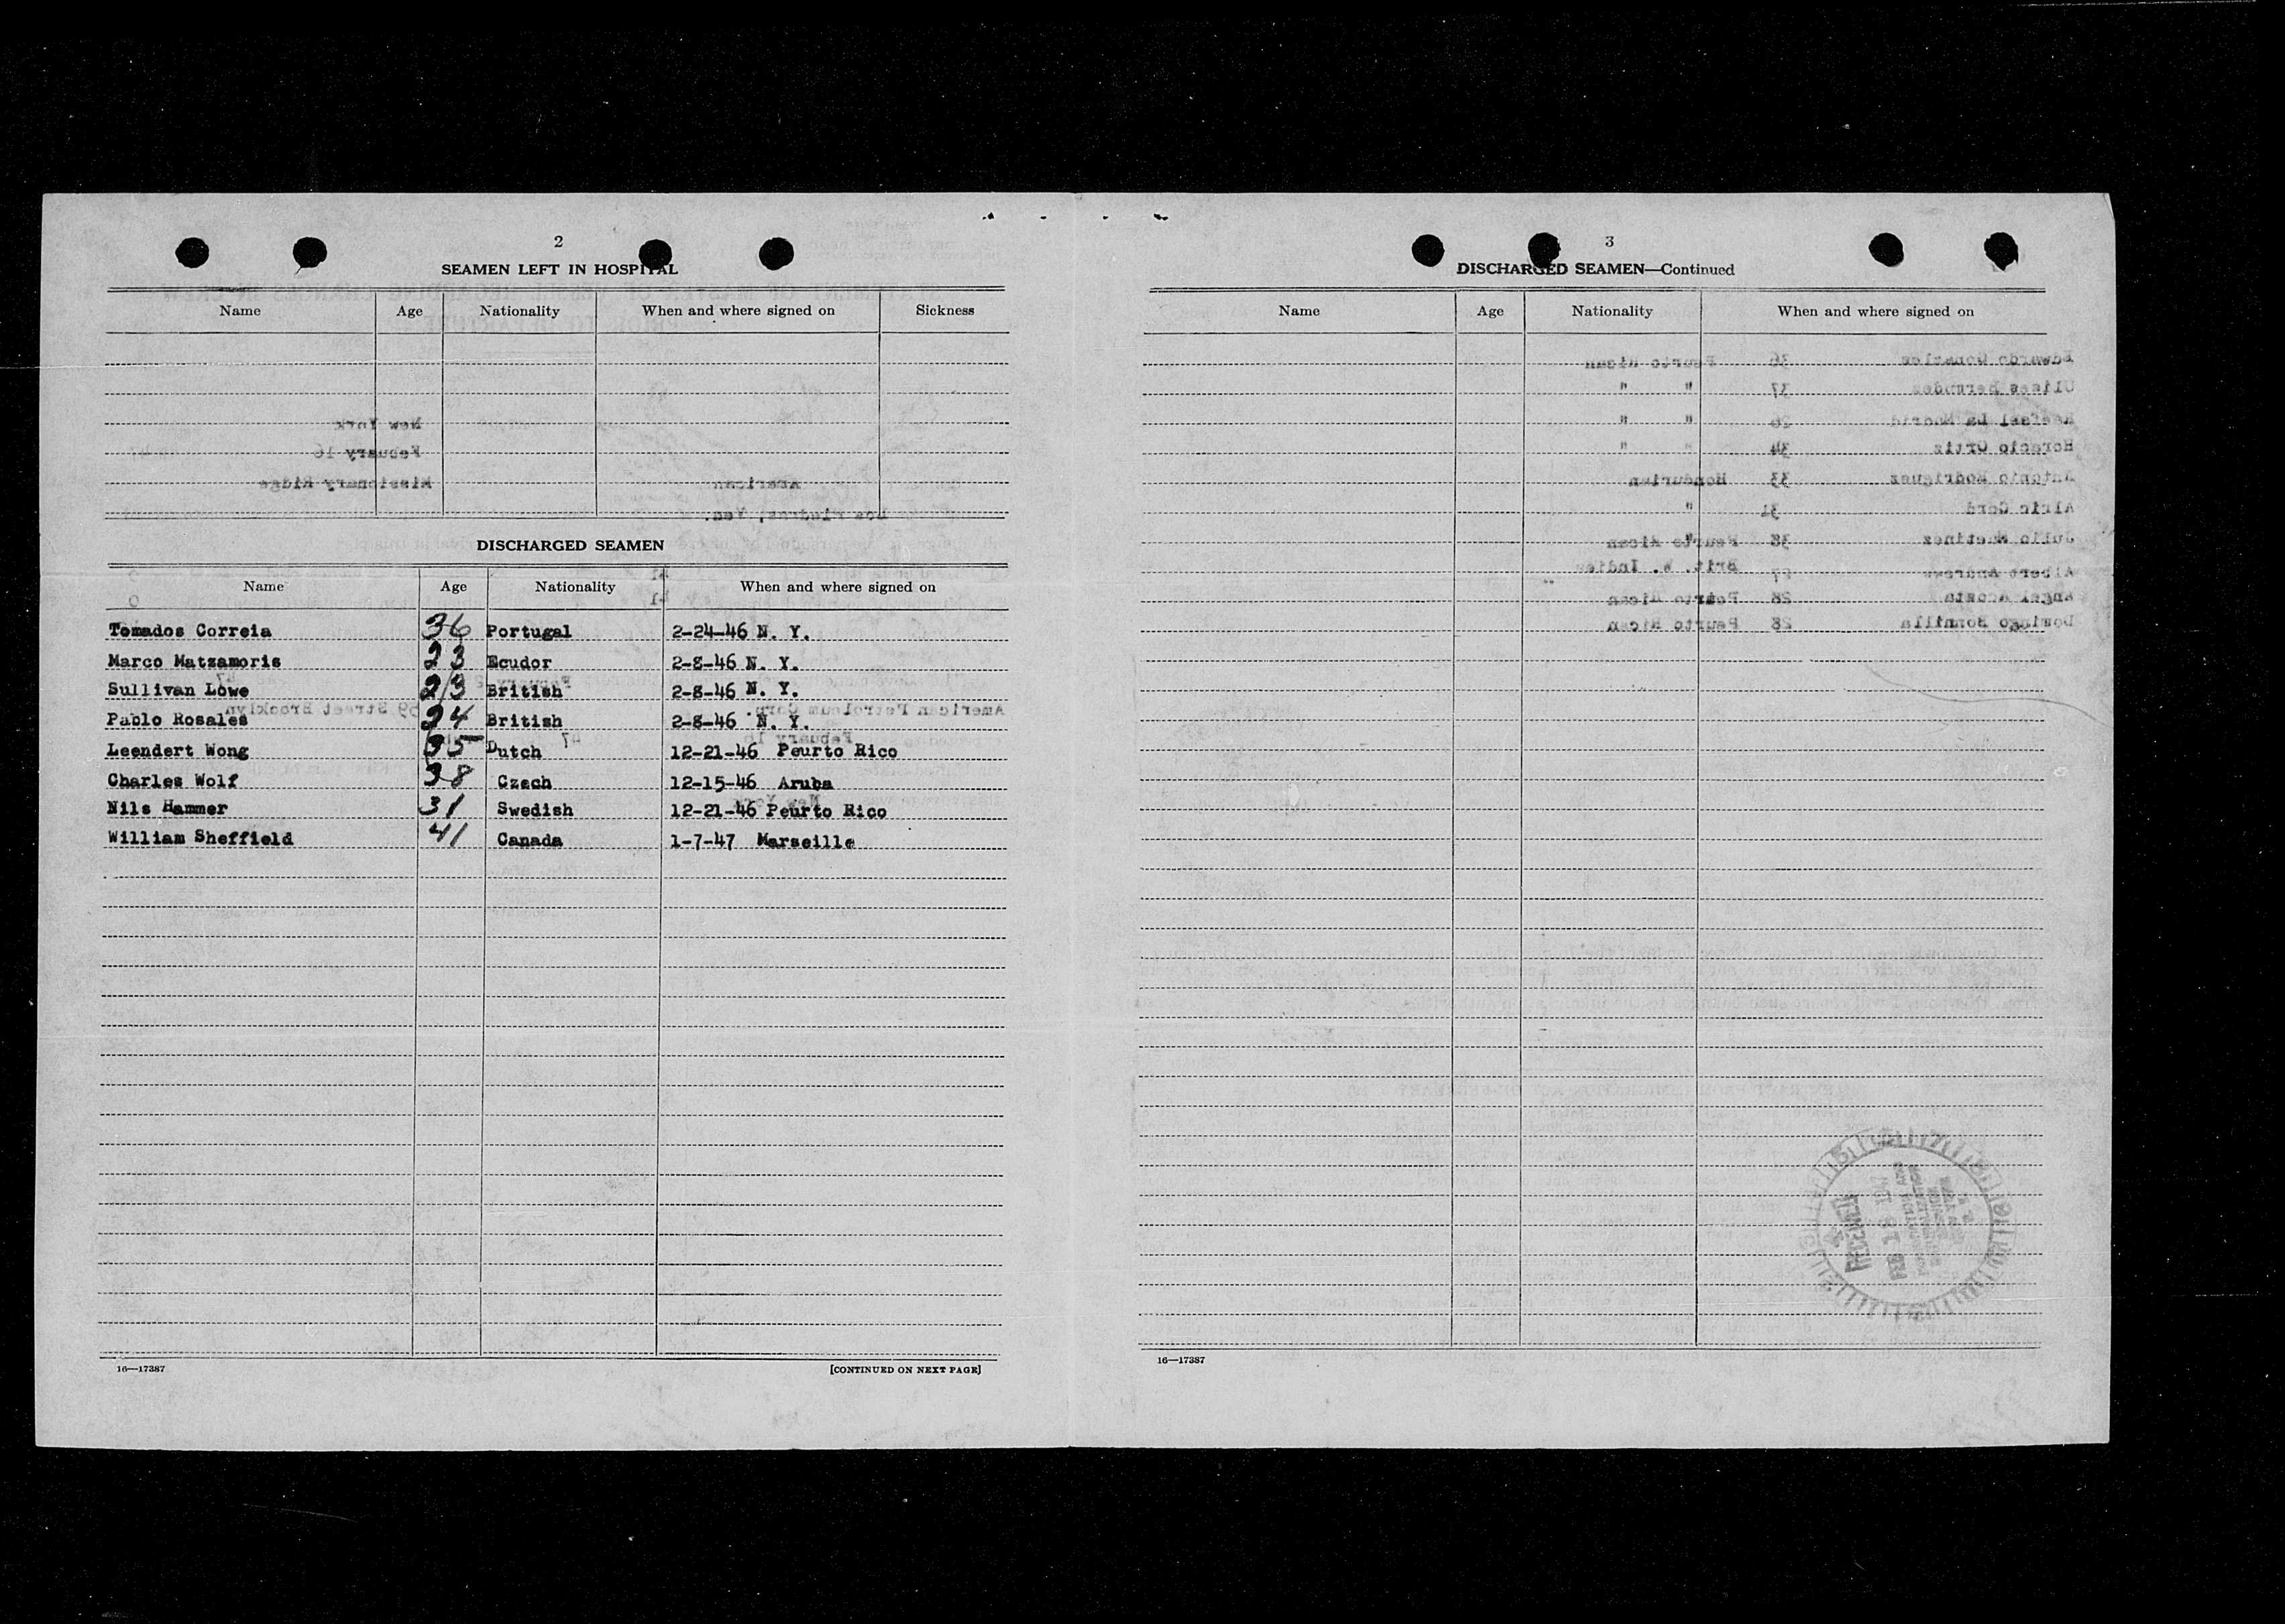 2
SEAMEN LEFT IN HOSPITAL
Name Age Nationality When and where signed on Sickness
DISCHARGED SEAMEN
Name Age Nationality When and where signed on
Tomados Correia 36 Portugal 2-24-46 N. Y.
Marco Matzamoris 23 Ecudor 2-8-46 N. Y.
Sullivan Lowe 23 British 2-8-46 N. Y.
Pablo Rosales 24 British 2-8-46 N. Y.
Leendert Wong 35 Dutch 12-21-46 Peurto Rico
Charles Wolf 38 Czech 12-15-46 Aruba
Nils Hammer 31 Swedish 12-21-46 Peurto Rico
William Sheffield 41 Canada 1-7-47 Marseille
16—17387
[CONTINUED ON NEXT PAGE]
3
DISCHARGED SEAMEN—Continued
Name Age Nationality When and where signed on
RECEIVED
FEB 18 1947
16—17387